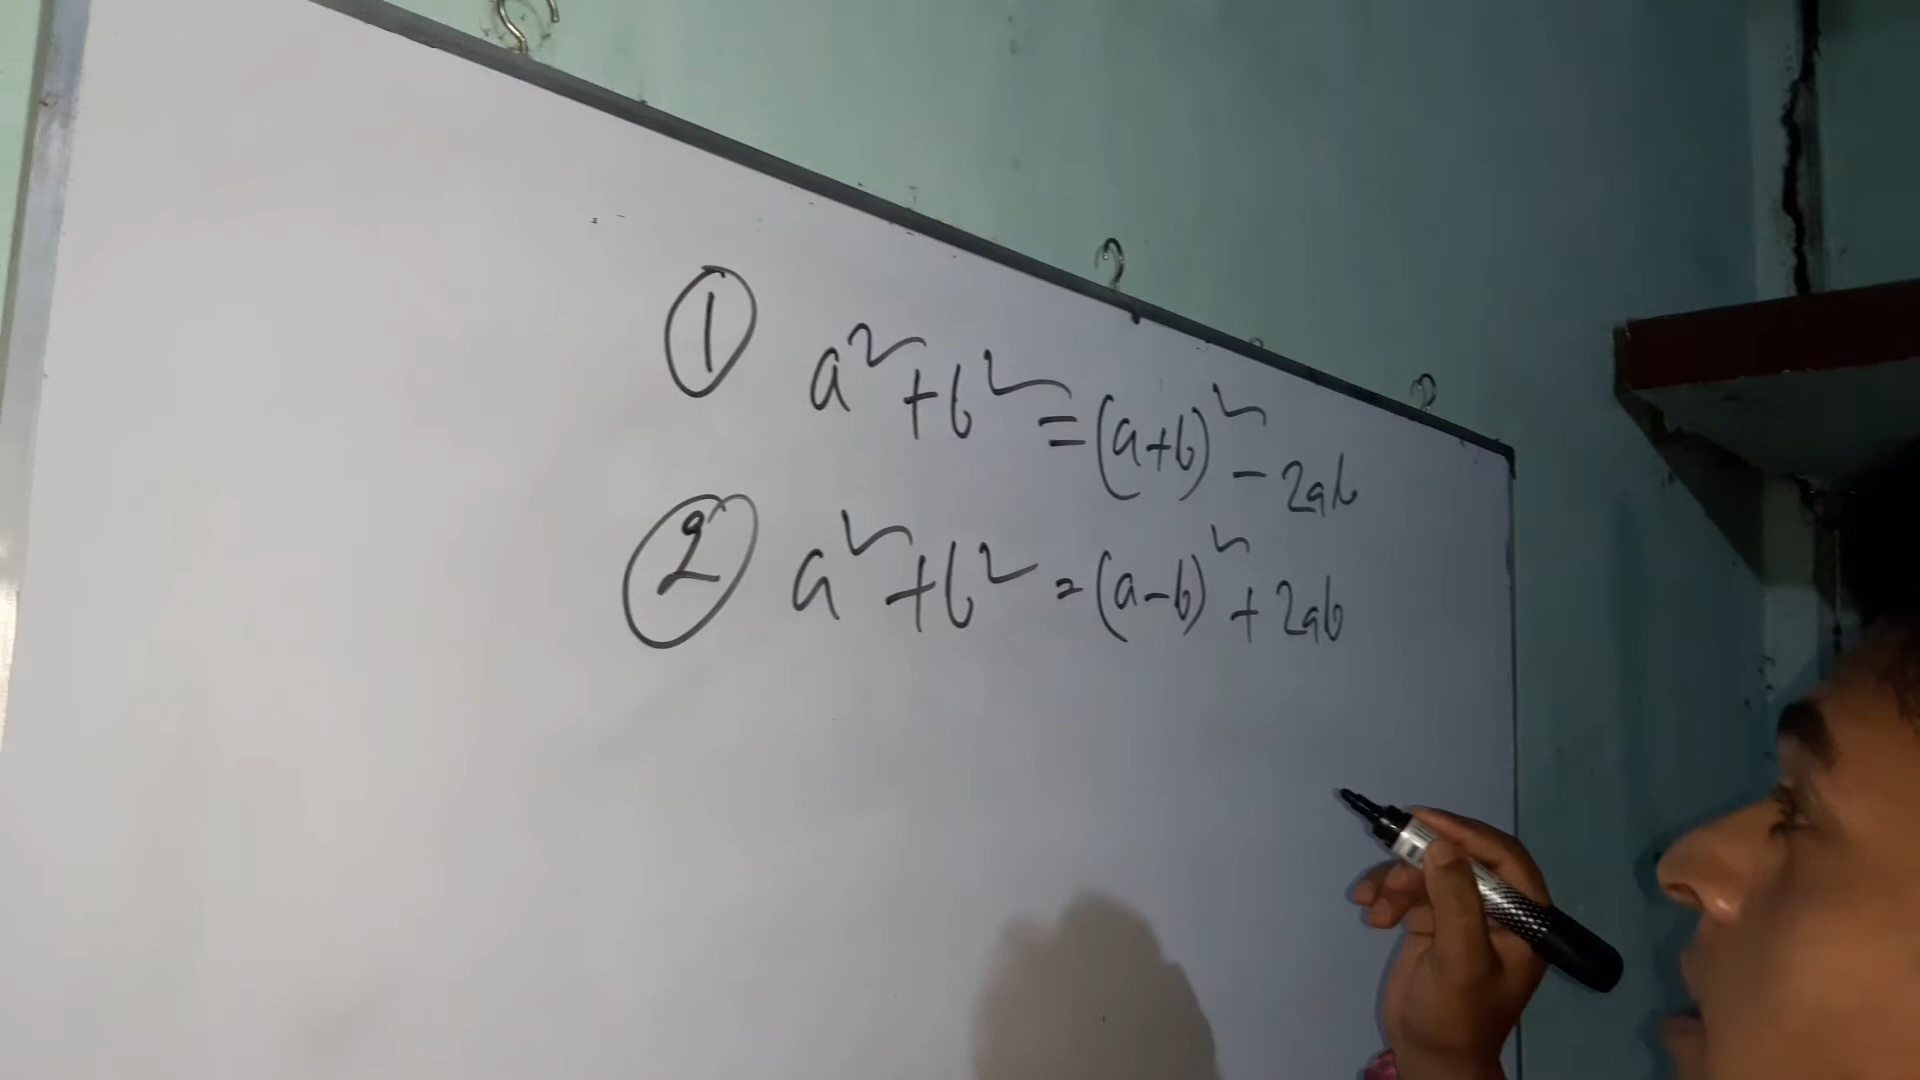 ① a² + b² = (a+b)² - 2ab
② a² + b² = (a-b)² + 2ab